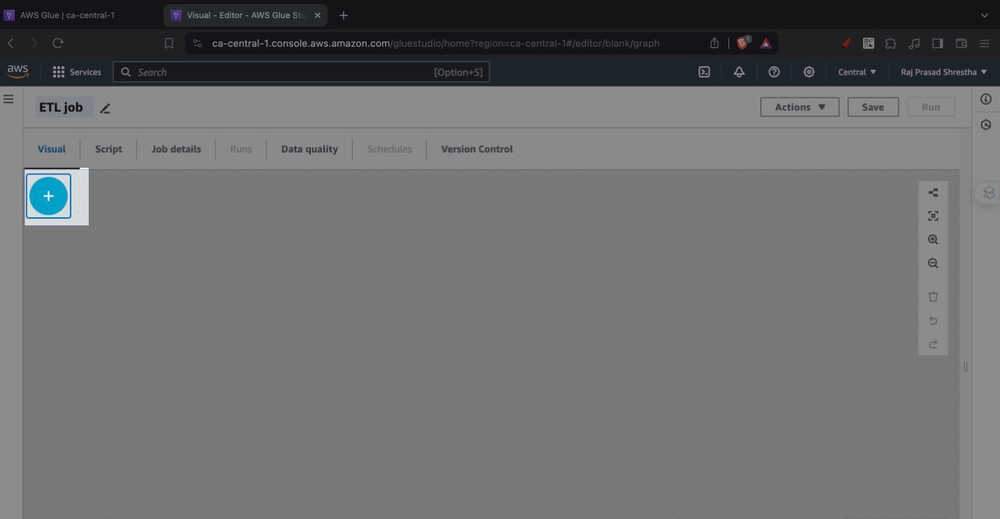 AWS Glue | ca-central-1
Visual - Editor - AWS Glue Stu
ca-central-1.console.aws.amazon.com/gluestudio/home?region=ca-central-1#/editor/blank/graph
1
aws
Services
Search
[Option+S]
Central
Raj Prasad Shrestha
ETL job
Actions
Save
Run
Visual
Script
Job details
Runs
Data quality
Schedules
Version Control